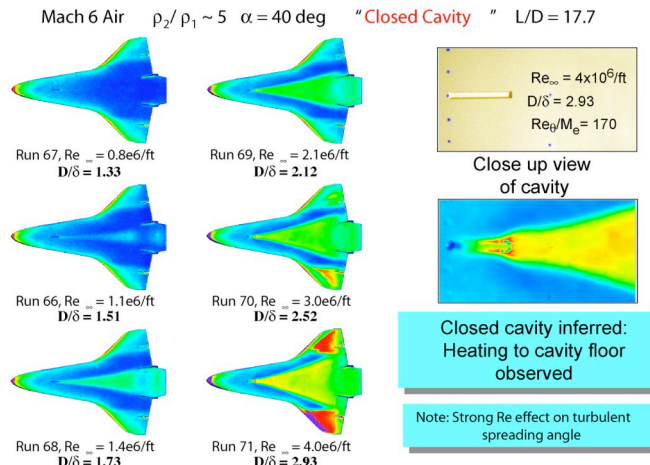 Mach 6 Air ρ₂/ ρ₁ ~ 5 α = 40 deg "Closed Cavity " L/D = 17.7
Run 67, Re ∞ = 0.8e6/ft
D/δ = 1.33
Run 69, Re ∞ = 2.1e6/ft
D/δ = 2.12
Run 66, Re ∞ = 1.1e6/ft
D/δ = 1.51
Run 70, Re ∞ = 3.0e6/ft
D/δ = 2.52
Run 68, Re ∞ = 1.4e6/ft
D/δ = 1.73
Run 71, Re ∞ = 4.0e6/ft
D/δ = 2.93
Re∞ = 4x10⁶/ft
D/δ = 2.93
Reθ/Mₑ= 170
Close up view
of cavity
Closed cavity inferred:
Heating to cavity floor
observed
Note: Strong Re effect on turbulent
spreading angle